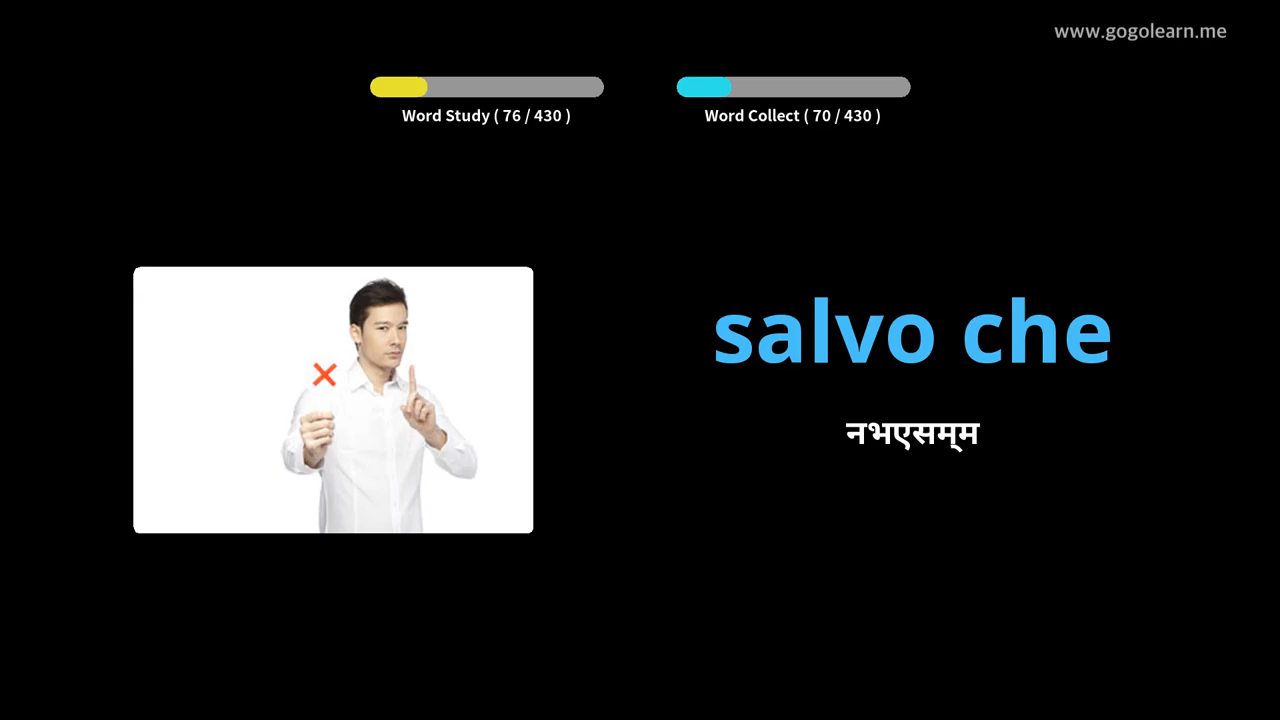 www.gogolearn.me
Word Study ( 76 / 430 )
Word Collect ( 70 / 430 )
salvo che
नभएसम्म